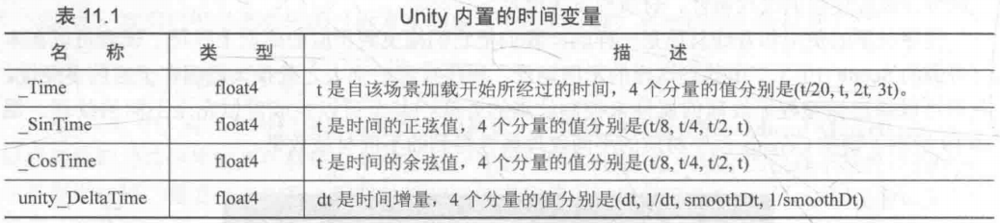 表 11.1 Unity 内置的时间变量
名 称 类 型 描 述
_Time float4 t 是自该场景加载开始所经过的时间，4 个分量的值分别是(t/20, t, 2t, 3t)。
_SinTime float4 t 是时间的正弦值，4 个分量的值分别是(t/8, t/4, t/2, t)
_CosTime float4 t 是时间的余弦值，4 个分量的值分别是(t/8, t/4, t/2, t)
unity_DeltaTime float4 dt 是时间增量，4 个分量的值分别是(dt, 1/dt, smoothDt, 1/smoothDt)